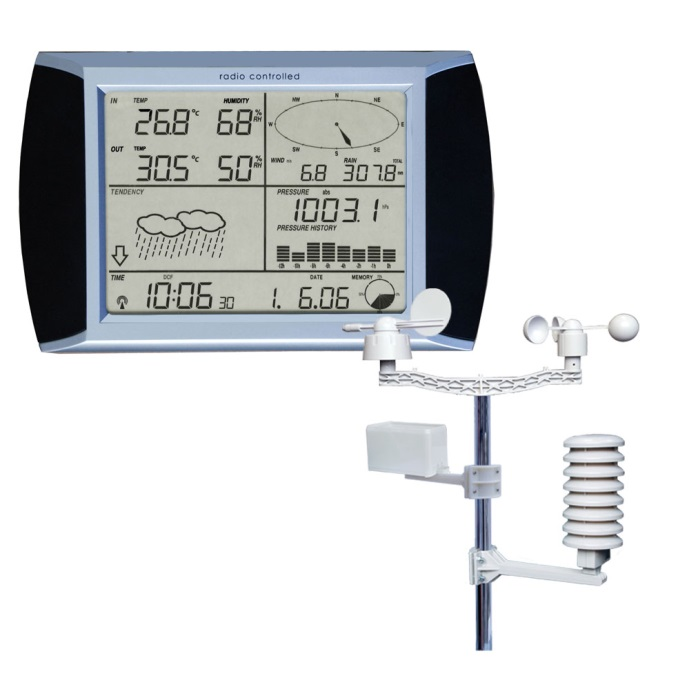 radio controlled
IN TEMP HUMIDITY
26.8 °C 68 % RH
OUT TEMP
30.5 °C 50 % RH
NW N NE
W E
SW S SE
WIND RAIN TOTAL
6.8 307.8
TENDENCY
PRESSURE abs
1003.1 hPa
PRESSURE HISTORY
TIME DCF DATE MEMORY
10:06 30 1. 6.06